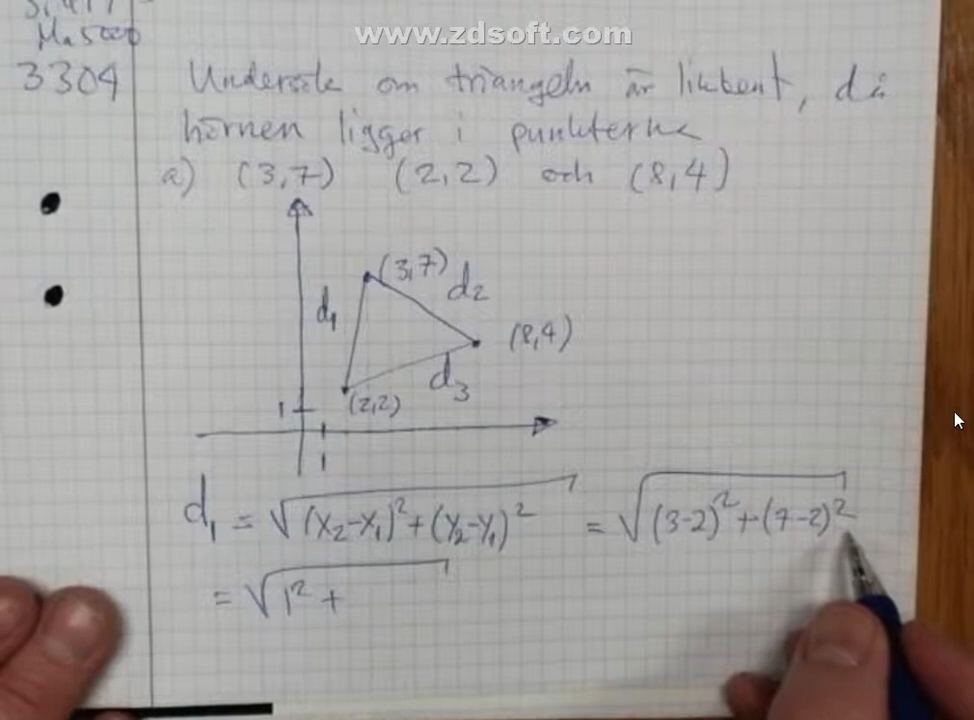 www.zdsoft.com
3304 Undersök om triangeln är likbent, då
hörnen ligger i punkterna
a) (3,7) (2,2) och (8,4)
(3,7)
d2
d1
(8,4)
d3
(2,2)
1
1
d1 = √(x2-x1)² + (y2-y1)² = √(3-2)² + (7-2)²
= √1² +